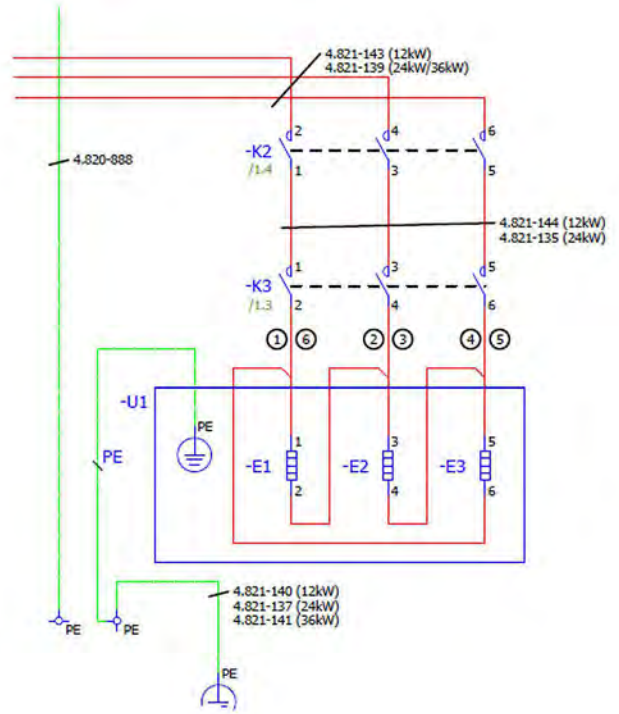 4.821-143 (12kW)
4.821-139 (24kW/36kW)
2
4
6
-K2
/1.4
1
3
5
4.820-888
4.821-144 (12kW)
4.821-135 (24kW)
1
3
5
-K3
/1.3
2
4
6
1 6 2 3 4 5
-U1
PE
PE
1
3
5
-E1
-E2
-E3
2
4
6
4.821-140 (12kW)
4.821-137 (24kW)
4.821-141 (36kW)
PE
PE
PE